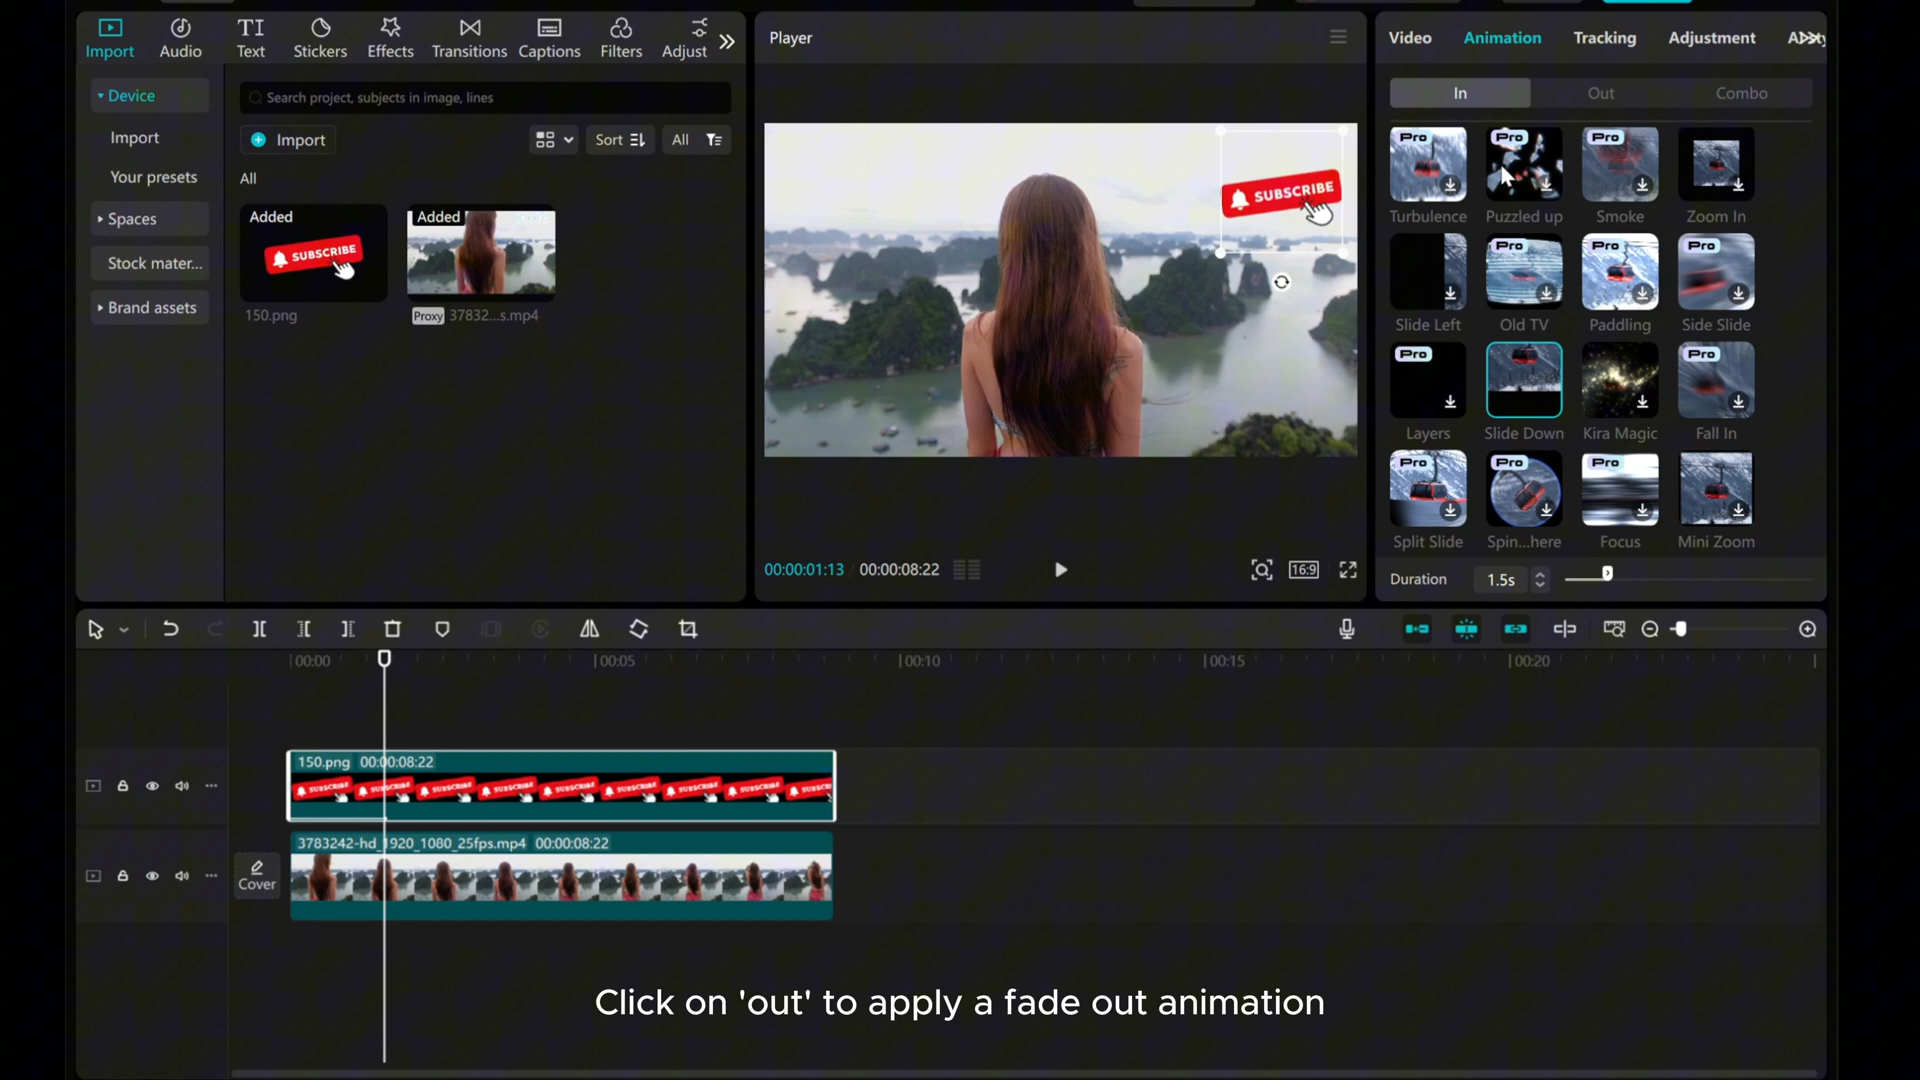 Import
Audio
Text
Stickers
Effects
Transitions
Captions
Filters
Adjust
Device
Import
Your presets
Spaces
Stock mater...
Brand assets
Search project, subjects in image, lines
Import
Sort
All
All
Added
SUBSCRIBE
150.png
Added
Proxy 37832...s.mp4
Player
SUBSCRIBE
00:00:01:13 00:00:08:22
16:9
Video
Animation
Tracking
Adjustment
In
Out
Combo
Pro
Pro
Pro
Turbulence
Puzzled up
Smoke
Zoom In
Pro
Pro
Pro
Slide Left
Old TV
Paddling
Side Slide
Pro
Pro
Layers
Slide Down
Kira Magic
Fall In
Pro
Pro
Pro
Split Slide
Spin...here
Focus
Mini Zoom
Duration
1.5s
00:00
00:05
00:10
00:15
00:20
150.png 00:00:08:22
SUBSCRIBE SUBSCRIBE SUBSCRIBE SUBSCRIBE SUBSCRIBE SUBSCRIBE SUBSCRIBE SUBSCRIBE SUBSCR
Cover
3783242-hd_1920_1080_25fps.mp4 00:00:08:22
Click on 'out' to apply a fade out animation